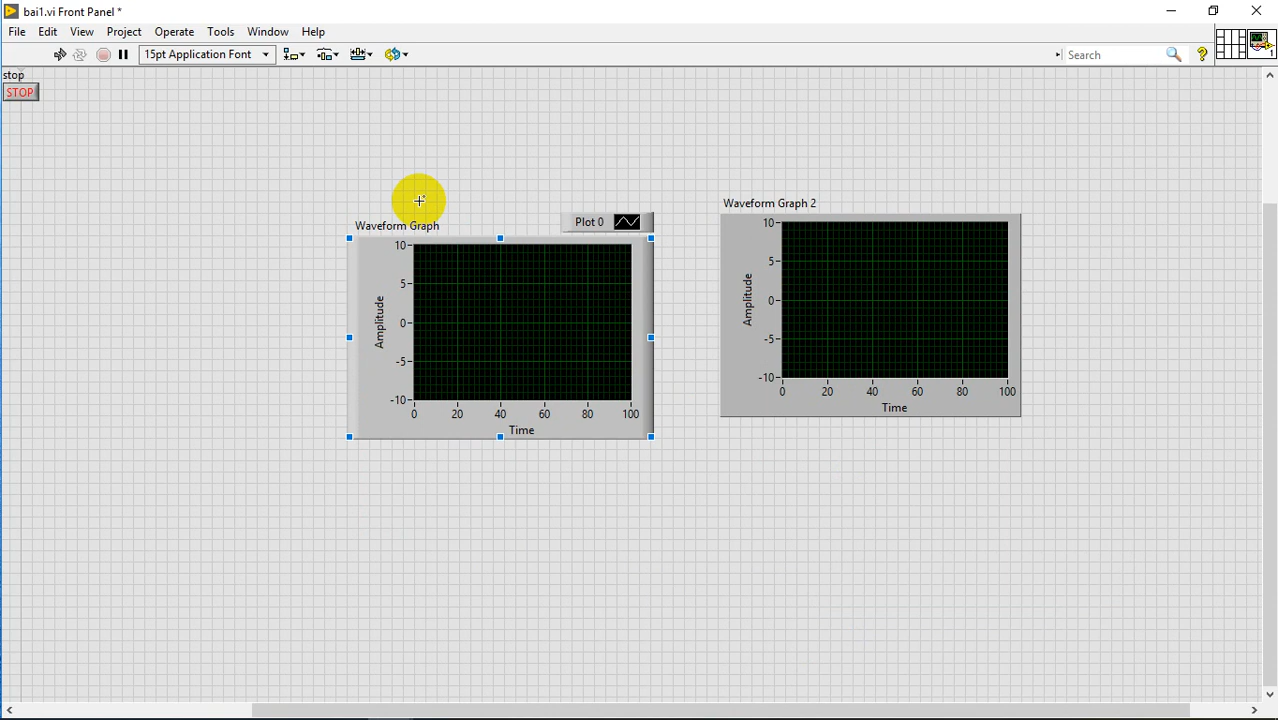 bai1.vi Front Panel *
File Edit View Project Operate Tools Window Help
15pt Application Font
Search
?
1
stop
STOP
Waveform Graph
Plot 0
10
5
0
-5
-10
Amplitude
0 20 40 60 80 100
Time
Waveform Graph 2
10
5
0
-5
-10
Amplitude
0 20 40 60 80 100
Time